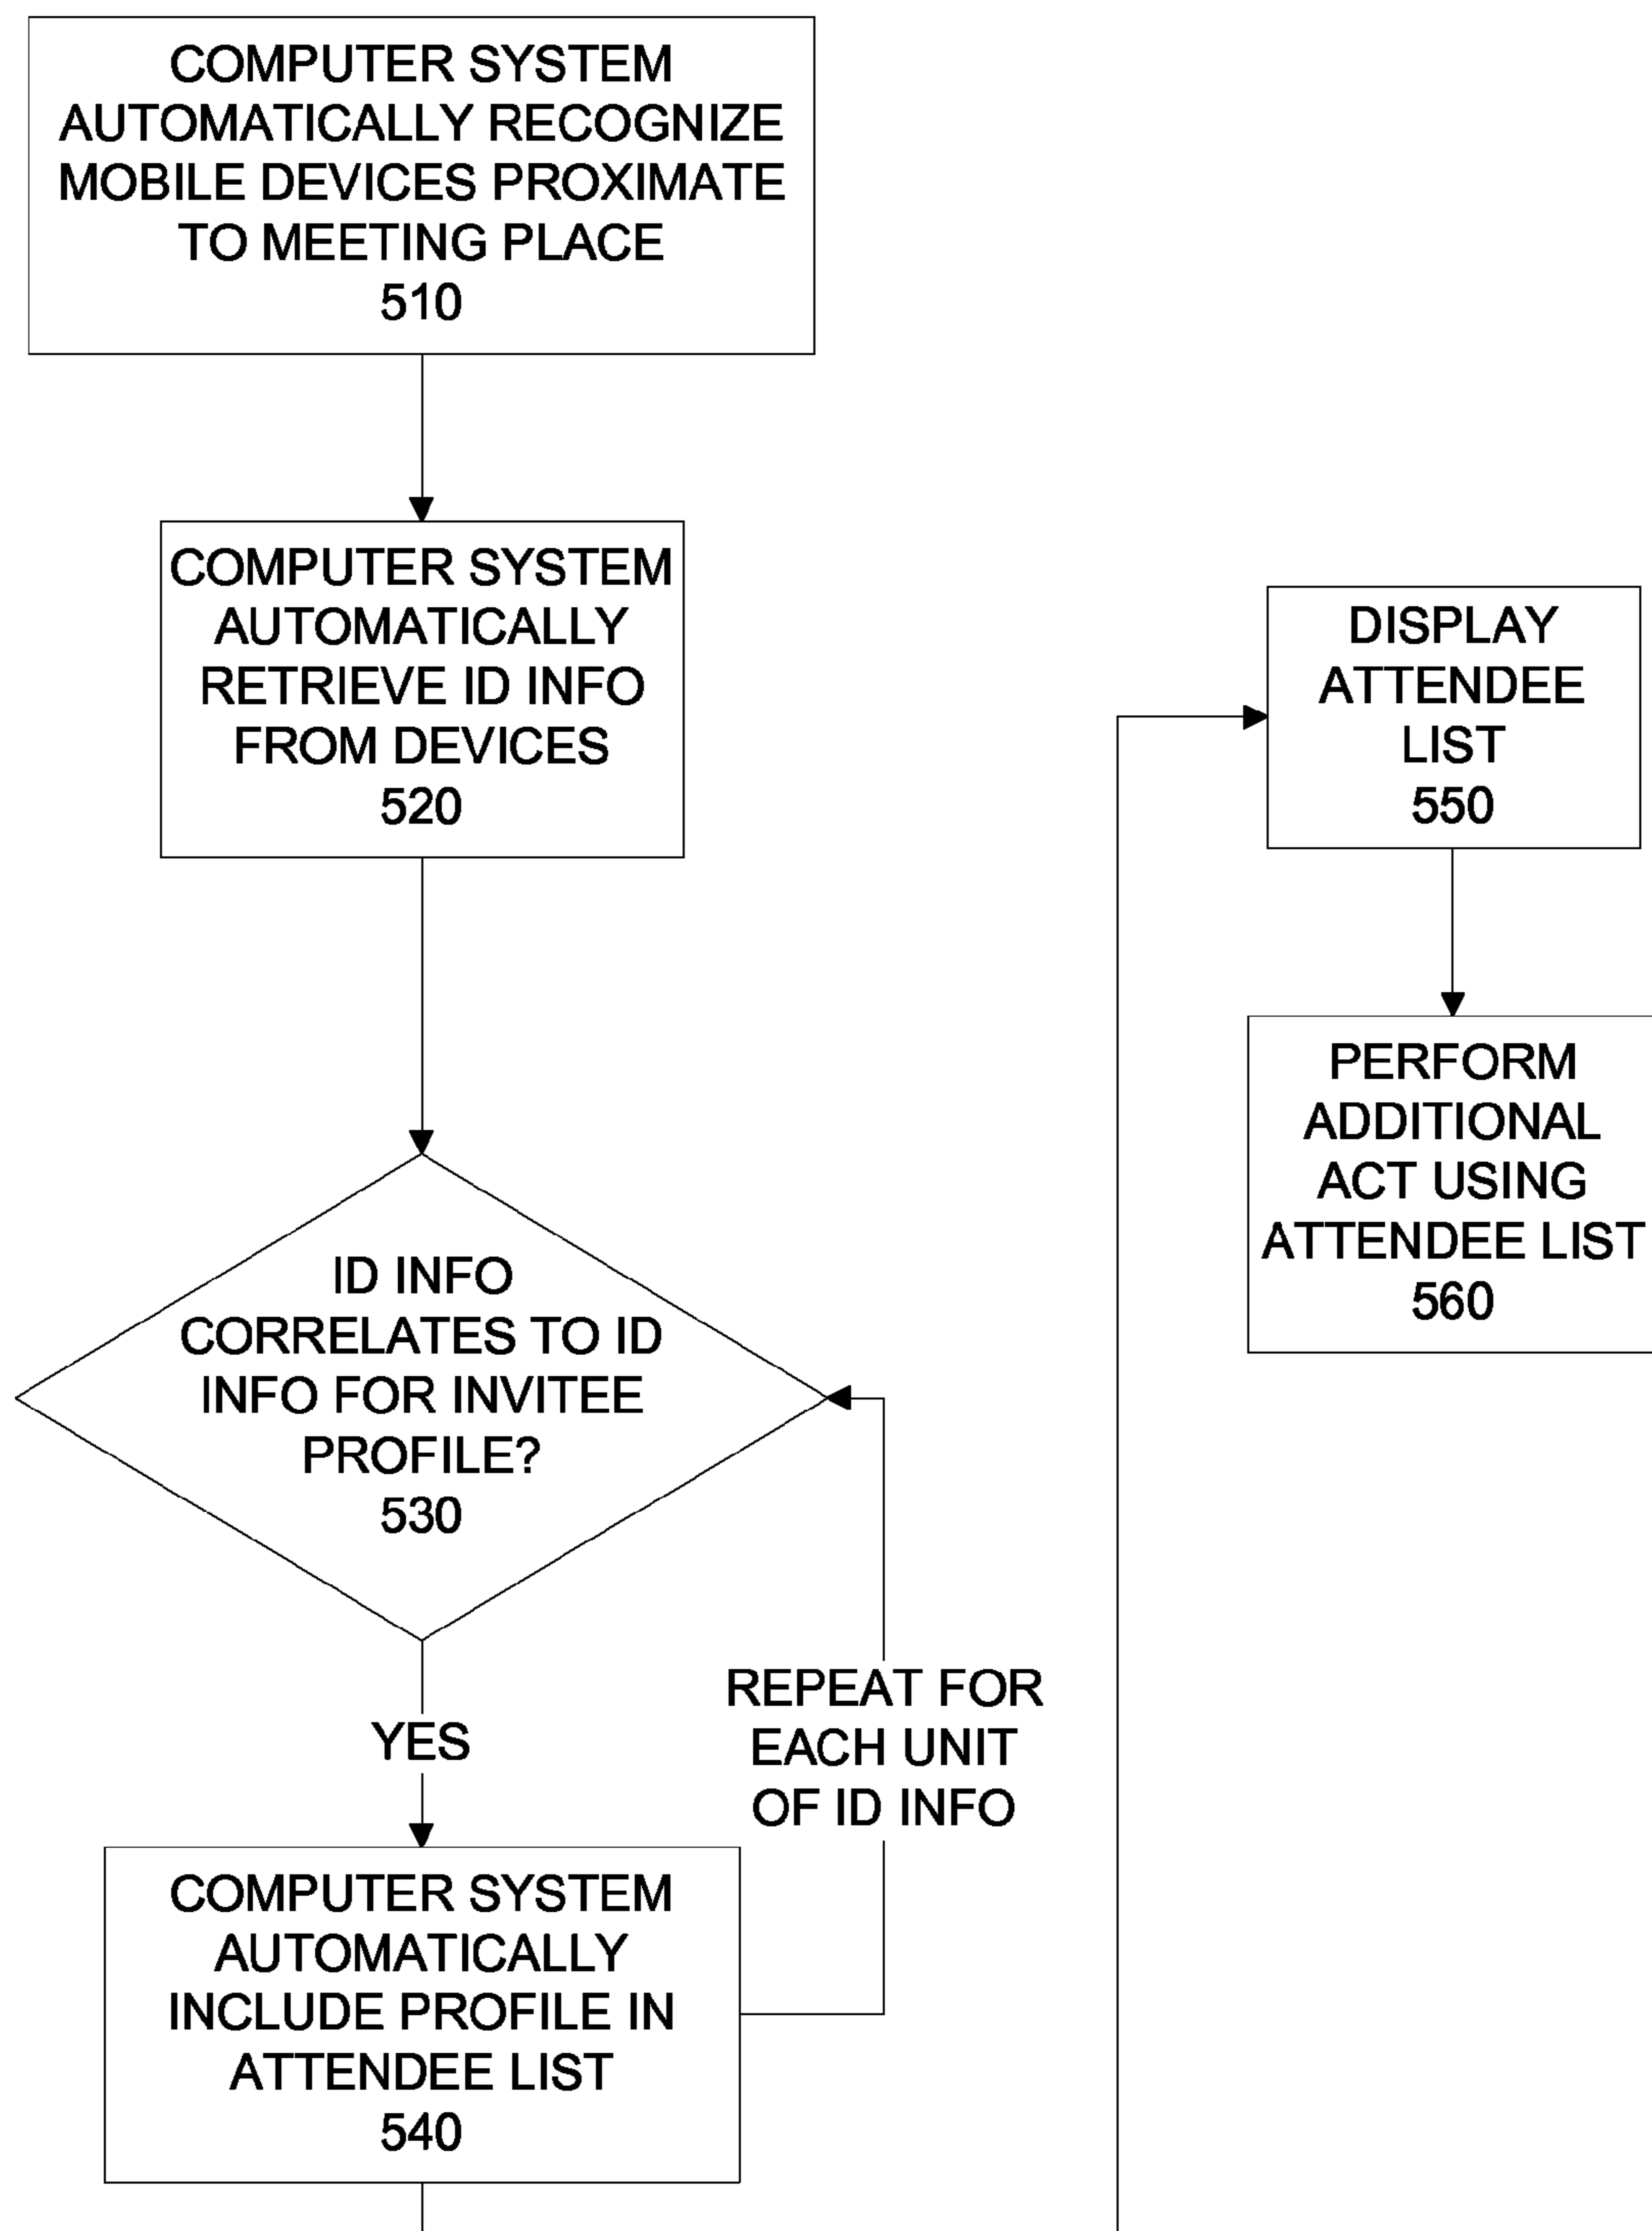 COMPUTER SYSTEM
AUTOMATICALLY RECOGNIZE
MOBILE DEVICES PROXIMATE
TO MEETING PLACE
510
COMPUTER SYSTEM
AUTOMATICALLY
RETRIEVE ID INFO
FROM DEVICES
520
ID INFO
CORRELATES TO ID
INFO FOR INVITEE
PROFILE?
530
YES
REPEAT FOR
EACH UNIT
OF ID INFO
COMPUTER SYSTEM
AUTOMATICALLY
INCLUDE PROFILE IN
ATTENDEE LIST
540
DISPLAY
ATTENDEE
LIST
550
PERFORM
ADDITIONAL
ACT USING
ATTENDEE LIST
560